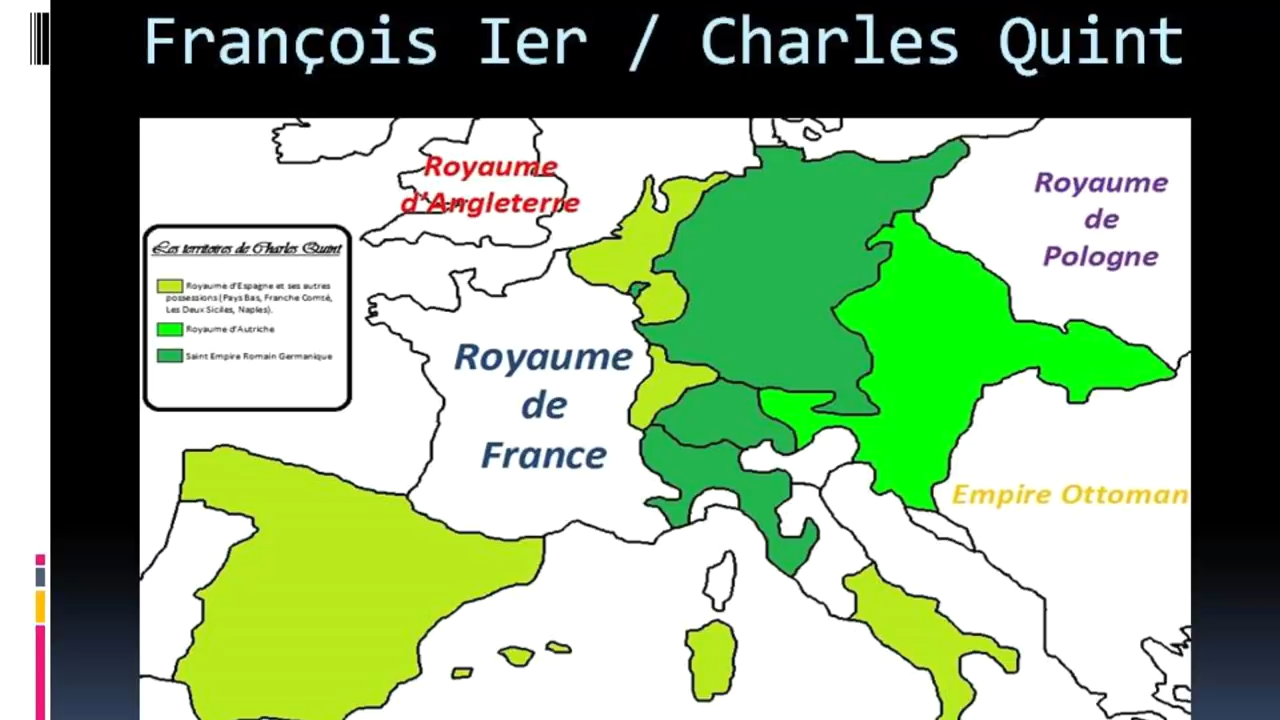 François Ier / Charles Quint
Royaume
d'Angleterre
Royaume
de
Pologne
Les territoires de Charles Quint
Royaume d'Espagne et ses autres
possessions (Pays Bas, Franche Comté,
Les Deux Siciles, Naples).
Royaume d'Autriche
Saint Empire Romain Germanique
Royaume
de
France
Empire Ottoman